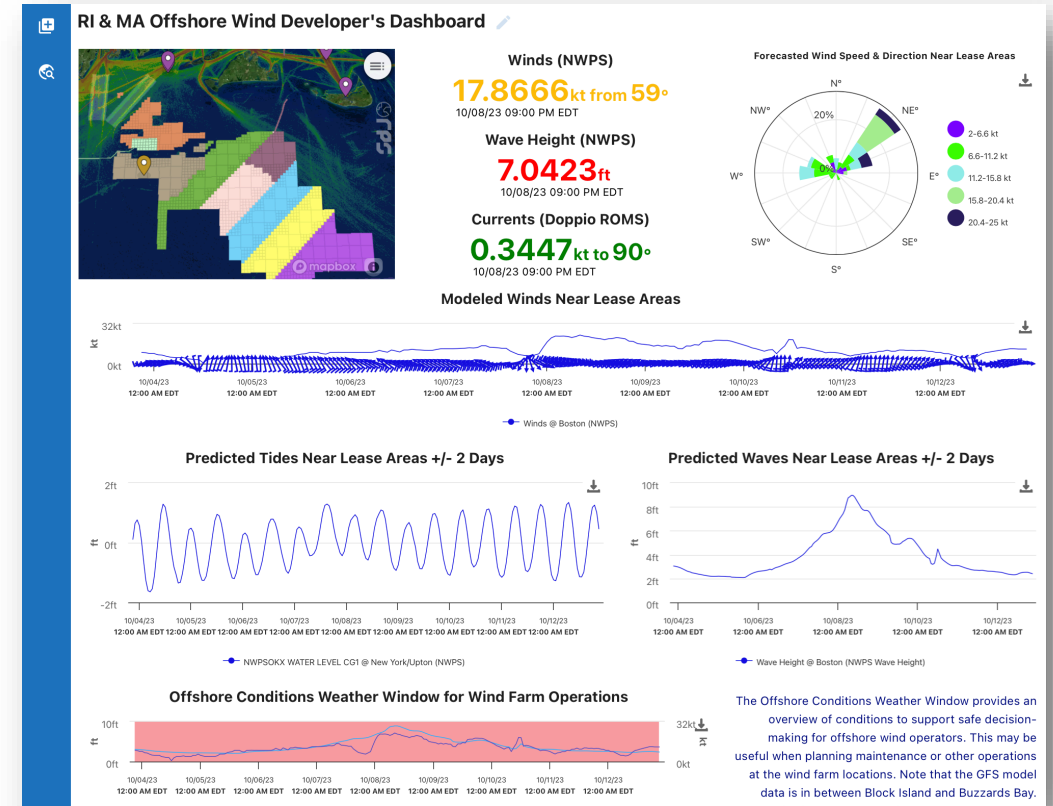 RI & MA Offshore Wind Developer's Dashboard
rps
mapbox
Winds (NWPS)
17.8666kt from 59°
10/08/23 09:00 PM EDT
Wave Height (NWPS)
7.0423ft
10/08/23 09:00 PM EDT
Currents (Doppio ROMS)
0.3447kt to 90°
10/08/23 09:00 PM EDT
Forecasted Wind Speed & Direction Near Lease Areas
N°
NW°
NE°
20%
0%
W°
E°
SW°
SE°
S°
2-6.6 kt
6.6-11.2 kt
11.2-15.8 kt
15.8-20.4 kt
20.4-25 kt
Modeled Winds Near Lease Areas
32kt
kt
0kt
10/04/23 10/05/23 10/06/23 10/07/23 10/08/23 10/09/23 10/10/23 10/11/23 10/12/23
12:00 AM EDT 12:00 AM EDT 12:00 AM EDT 12:00 AM EDT 12:00 AM EDT 12:00 AM EDT 12:00 AM EDT 12:00 AM EDT 12:00 AM EDT
Winds @ Boston (NWPS)
Predicted Tides Near Lease Areas +/- 2 Days
2ft
ft
0ft
-2ft
10/04/23 10/05/23 10/06/23 10/07/23 10/08/23 10/09/23 10/10/23 10/11/23 10/12/23
12:00 AM EDT 12:00 AM EDT 12:00 AM EDT 12:00 AM EDT 12:00 AM EDT 12:00 AM EDT 12:00 AM EDT 12:00 AM EDT 12:00 AM EDT
NWPSOKX WATER LEVEL CG1 @ New York/Upton (NWPS)
Predicted Waves Near Lease Areas +/- 2 Days
10ft
8ft
6ft
ft
4ft
2ft
0ft
10/04/23 10/06/23 10/08/23 10/10/23 10/12/23
12:00 AM EDT 12:00 AM EDT 12:00 AM EDT 12:00 AM EDT 12:00 AM EDT
Wave Height @ Boston (NWPS Wave Height)
Offshore Conditions Weather Window for Wind Farm Operations
10ft
32kt
ft
kt
0ft
0kt
10/04/23 10/05/23 10/06/23 10/07/23 10/08/23 10/09/23 10/10/23 10/11/23 10/12/23
12:00 AM EDT 12:00 AM EDT 12:00 AM EDT 12:00 AM EDT 12:00 AM EDT 12:00 AM EDT 12:00 AM EDT 12:00 AM EDT 12:00 AM EDT
The Offshore Conditions Weather Window provides an
overview of conditions to support safe decision-
making for offshore wind operators. This may be
useful when planning maintenance or other operations
at the wind farm locations. Note that the GFS model
data is in between Block Island and Buzzards Bay.